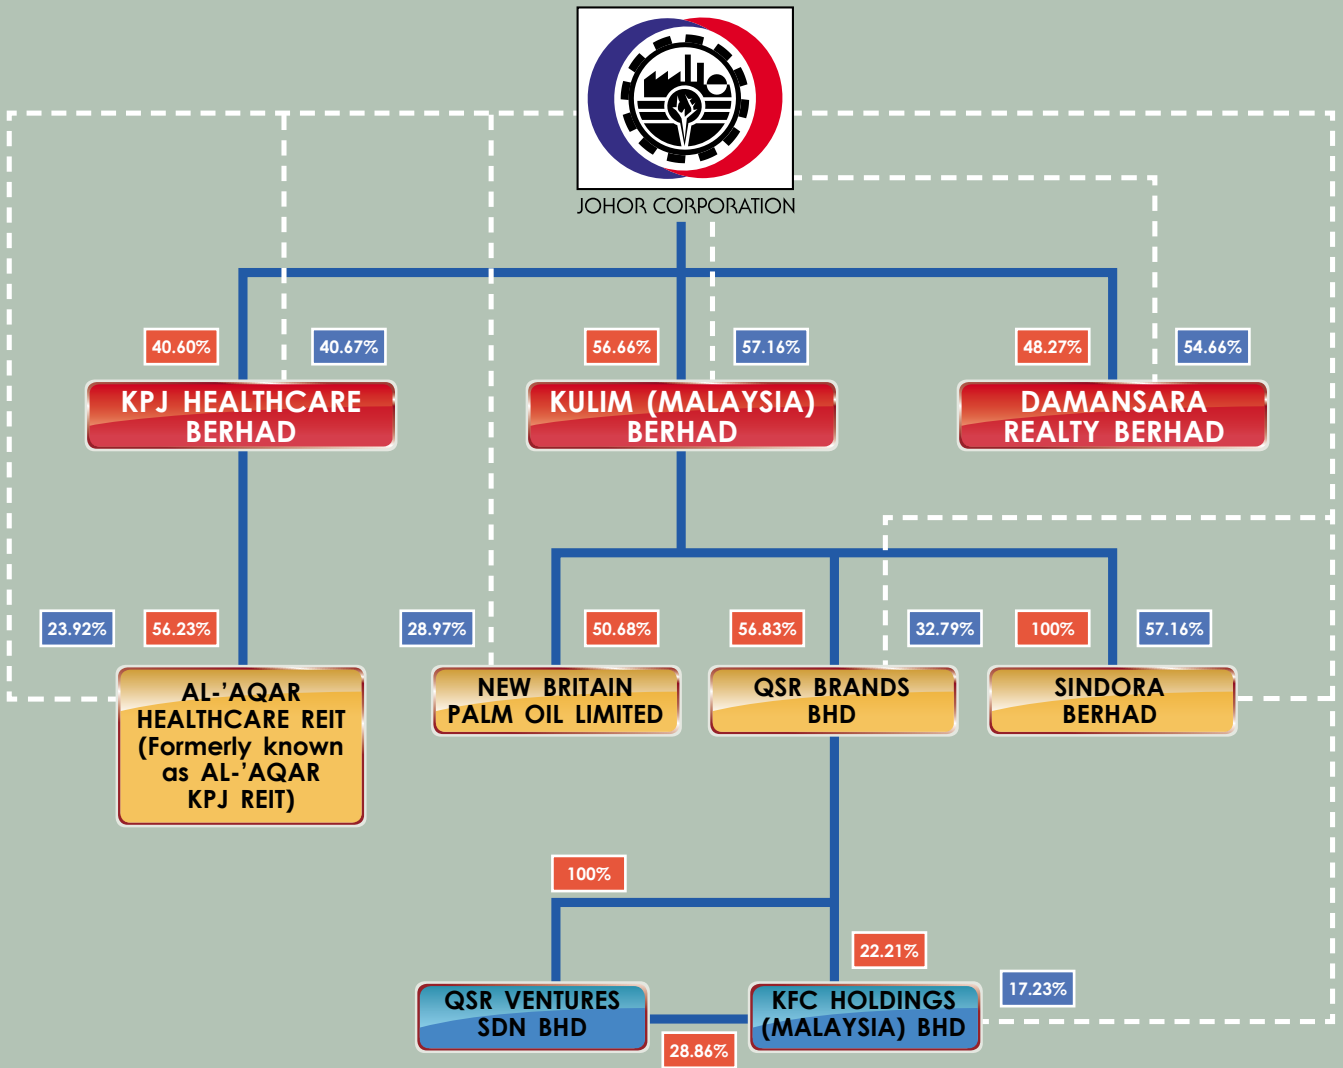 JOHOR CORPORATION
40.60%
40.67%
56.66%
57.16%
48.27%
54.66%
KPJ HEALTHCARE
BERHAD
KULIM (MALAYSIA)
BERHAD
DAMANSARA
REALTY BERHAD
23.92%
56.23%
28.97%
50.68%
56.83%
32.79%
100%
57.16%
AL-'AQAR
HEALTHCARE REIT
(Formerly known
as AL-'AQAR
KPJ REIT)
NEW BRITAIN
PALM OIL LIMITED
QSR BRANDS
BHD
SINDORA
BERHAD
100%
22.21%
17.23%
QSR VENTURES
SDN BHD
KFC HOLDINGS
(MALAYSIA) BHD
28.86%